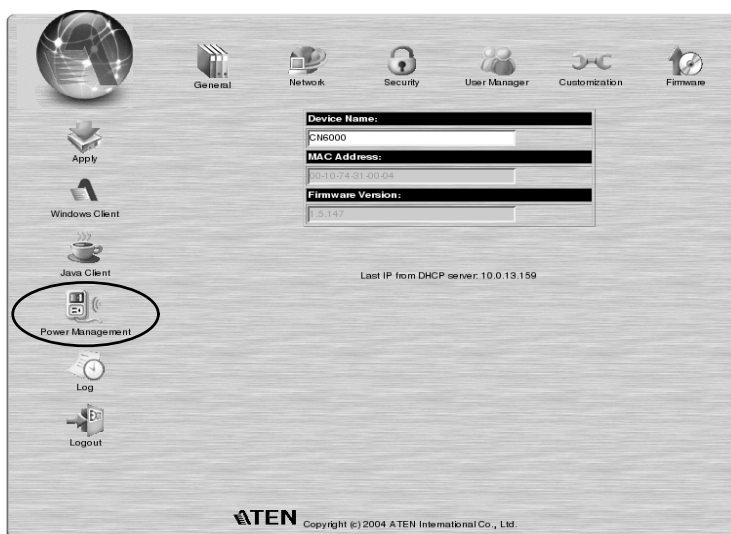 General
Network
Security
User Manager
Customization
Firmware
Device Name:
CN6000
MAC Address:
00-10-74-31-00-04
Firmware Version:
1.5.147
Last IP from DHCP server: 10.0.13.159
Apply
Windows Client
Java Client
Power Management
Log
EXIT
Logout
ATEN Copyright (c) 2004 ATEN International Co., Ltd.